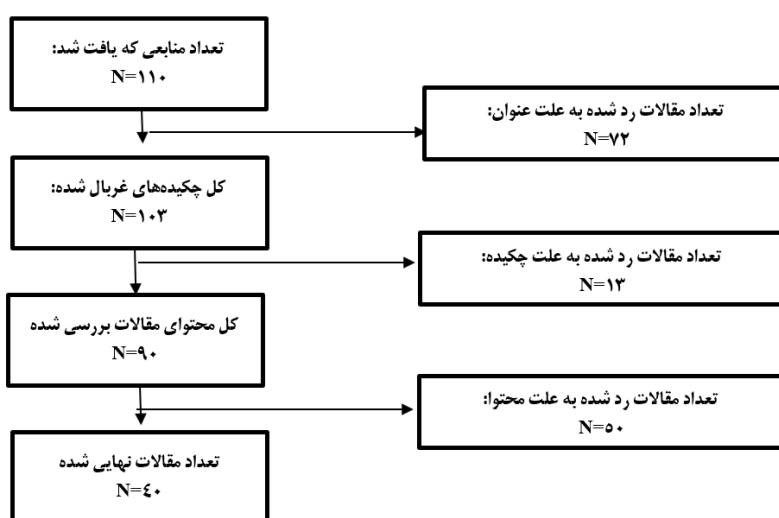 تعداد منابعی که یافت شد:
N=۱۱۰
تعداد مقالات رد شده به علت عنوان:
N=۷۲
کل چکیده‌های غربال شده:
N=۱۰۳
تعداد مقالات رد شده به علت چکیده:
N=۱۳
کل محتوای مقالات بررسی شده
N=۹۰
تعداد مقالات رد شده به علت محتوا:
N=۵۰
تعداد مقالات نهایی شده
N=٤٠